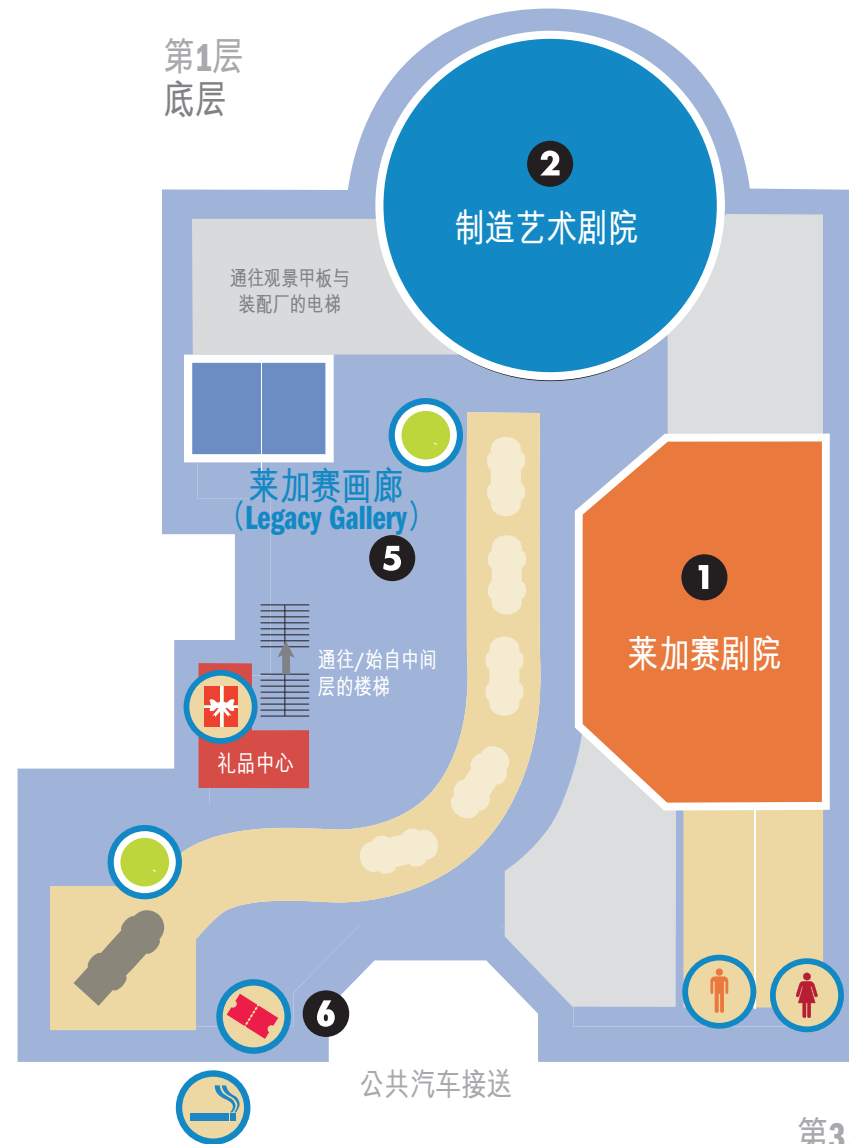 第1层
底层
2
制造艺术剧院
通往观景甲板与
装配厂的电梯
莱加赛画廊
（Legacy Gallery）
5
1
莱加赛剧院
通往/始自中间
层的楼梯
礼品中心
6
公共汽车接送
第3